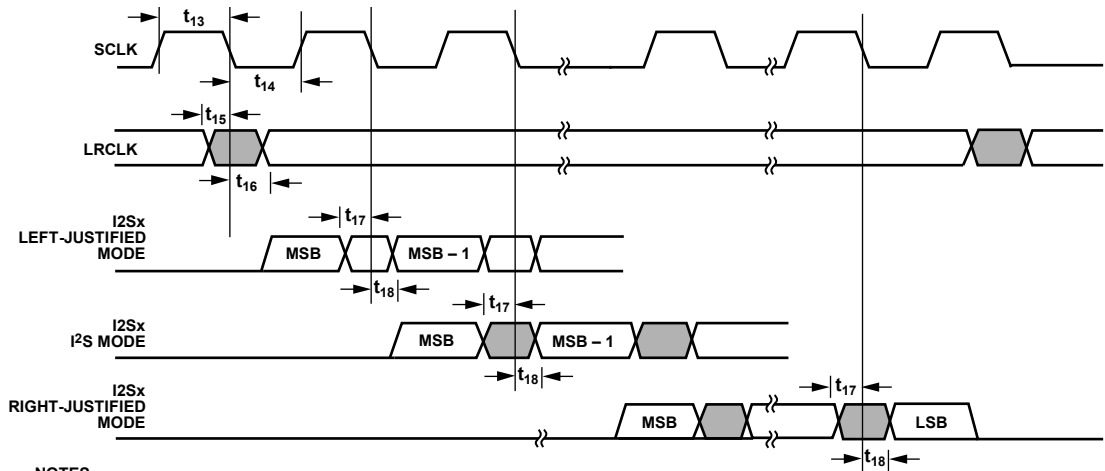 t13
SCLK
t14
t15
LRCLK
t16
I2Sx
LEFT-JUSTIFIED
MODE
t17
MSB
MSB – 1
t18
I2Sx
I2S MODE
t17
MSB
MSB – 1
t18
I2Sx
RIGHT-JUSTIFIED
MODE
t17
MSB
LSB
t18